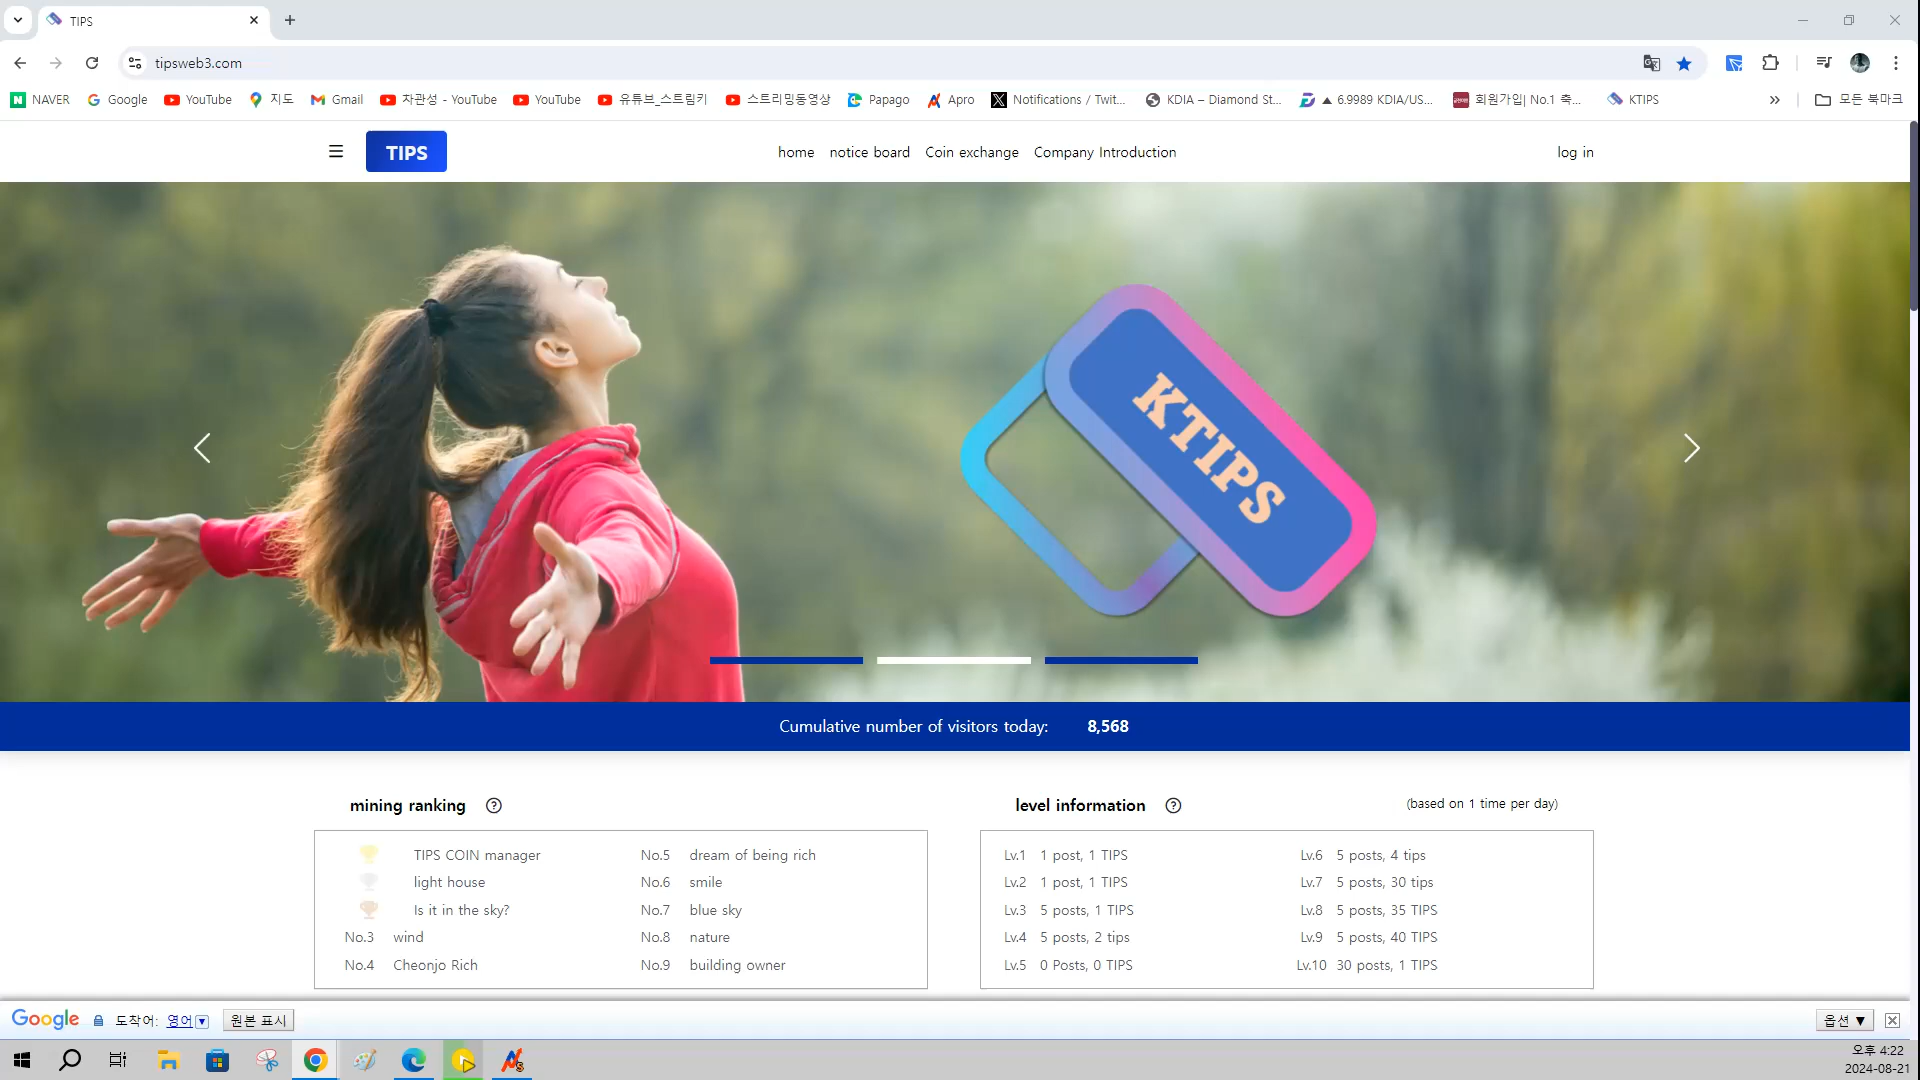 TIPS
tipsweb3.com
NAVER Google YouTube 지도 Gmail 차관성 - YouTube YouTube 유튜브_스트림키 스트리밍동영상 Papago Apro Notifications / Twit... KDIA – Diamond St... ▲ 6.9989 KDIA/US... 회원가입| No.1 축... KTIPS » 모든 북마크
TIPS home notice board Coin exchange Company Introduction log in
KTIPS
Cumulative number of visitors today: 8,568
mining ranking
TIPS COIN manager No.5 dream of being rich
light house No.6 smile
Is it in the sky? No.7 blue sky
No.3 wind No.8 nature
No.4 Cheonjo Rich No.9 building owner
level information (based on 1 time per day)
Lv.1 1 post, 1 TIPS Lv.6 5 posts, 4 tips
Lv.2 1 post, 1 TIPS Lv.7 5 posts, 30 tips
Lv.3 5 posts, 1 TIPS Lv.8 5 posts, 35 TIPS
Lv.4 5 posts, 2 tips Lv.9 5 posts, 40 TIPS
Lv.5 0 Posts, 0 TIPS Lv.10 30 posts, 1 TIPS
Google 도착어: 영어▼ 원본 표시 옵션 ▼
오후 4:22
2024-08-21